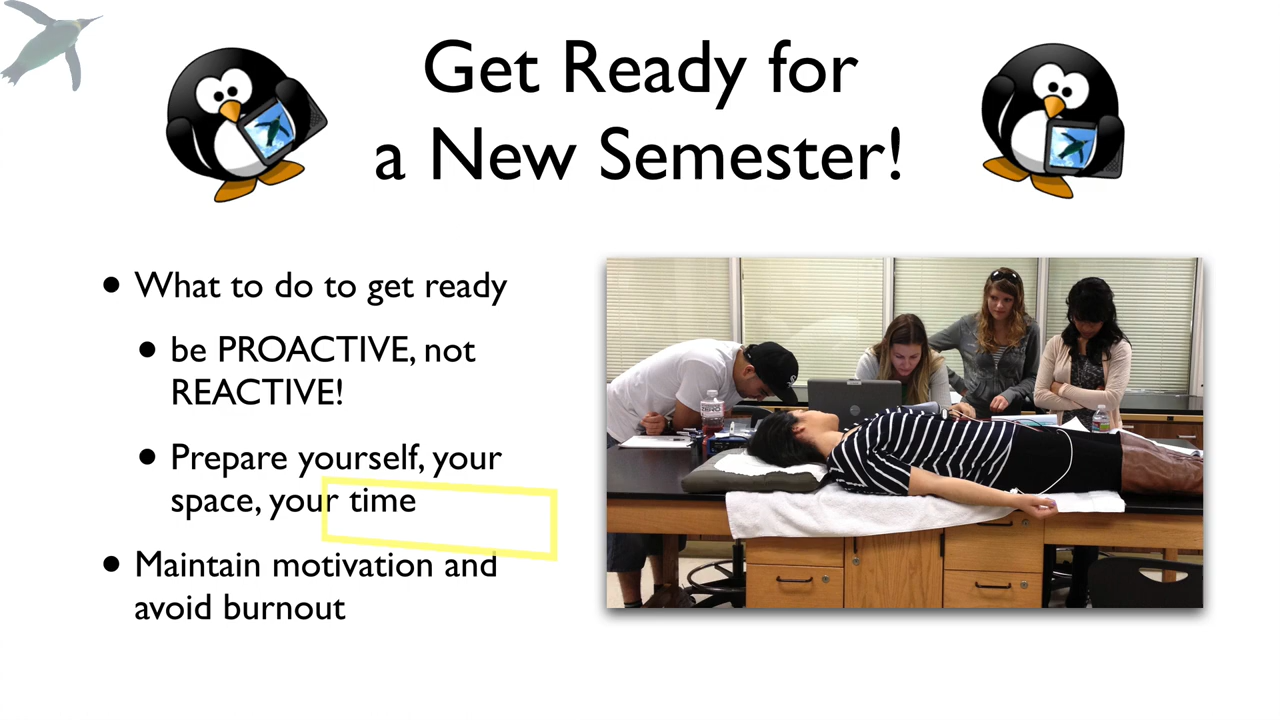 Get Ready for
a New Semester!
• What to do to get ready
• be PROACTIVE, not
REACTIVE!
• Prepare yourself, your
space, your time
• Maintain motivation and
avoid burnout